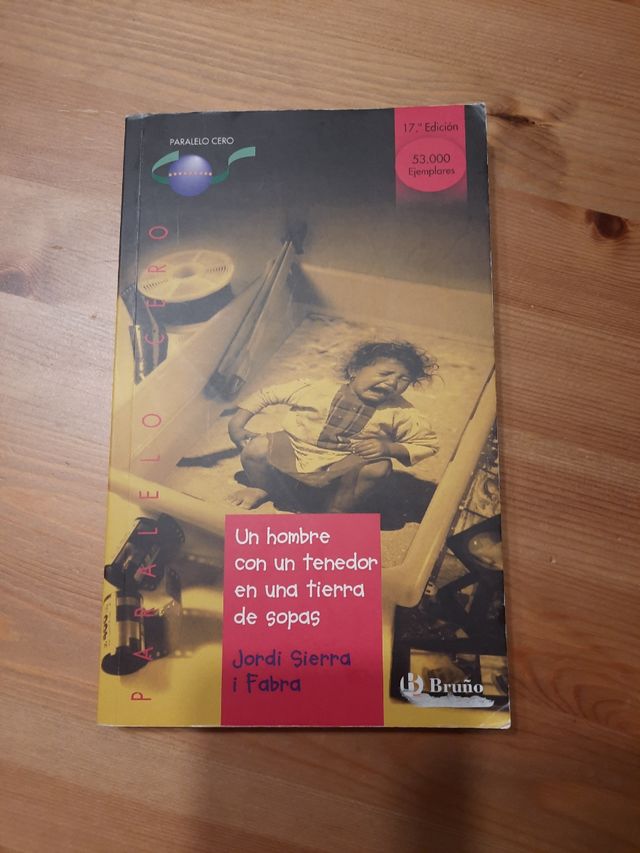 PARALELO CERO
17.ª Edición
53.000
Ejemplares
PARALELO CERO
Un hombre
con un tenedor
en una tierra
de sopas
Jordi Sierra
i Fabra
B Bruño